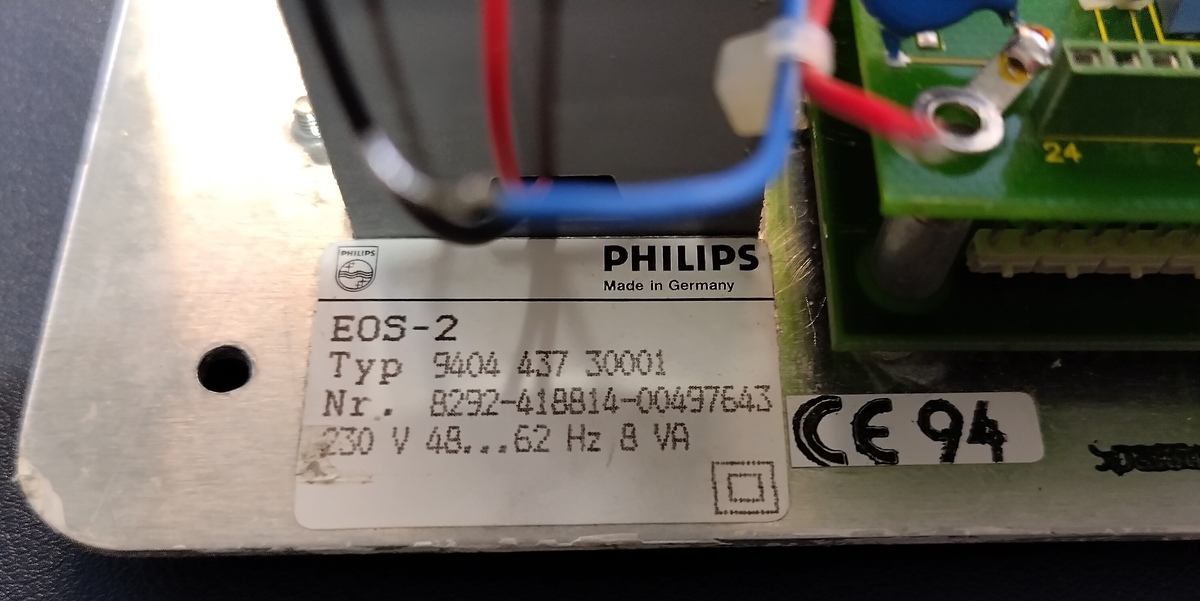 24
PHILIPS
PHILIPS
Made in Germany
EOS-2
Typ 9404 437 30001
Nr. 8292-418814-00497643
230 V 48...62 Hz 8 VA
CE 94